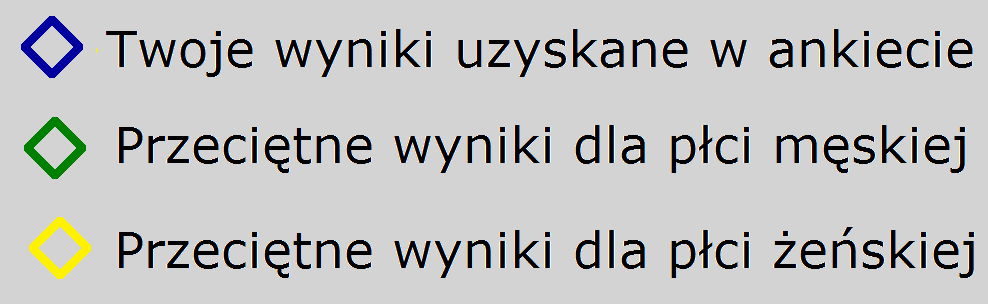 Twoje wyniki uzyskane w ankiecie
Przeciętne wyniki dla płci męskiej
Przeciętne wyniki dla płci żeńskiej